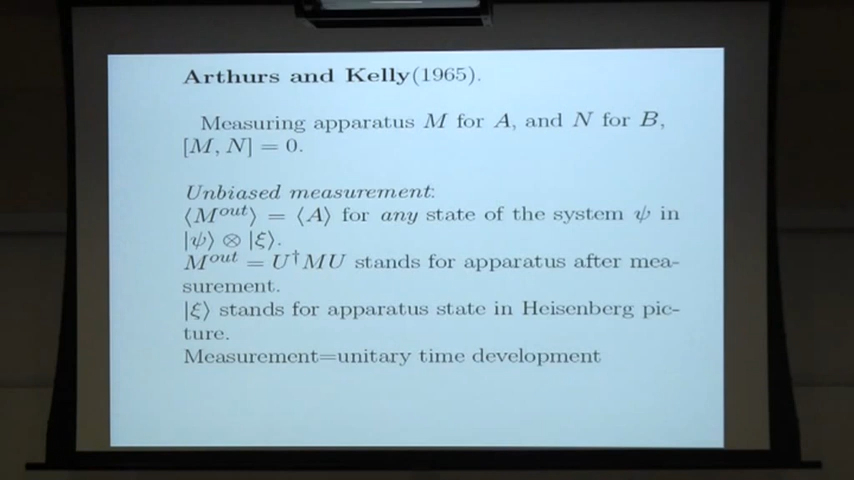 Arthurs and Kelly(1965).
Measuring apparatus M for A, and N for B,
[M, N] = 0.
Unbiased measurement:
⟨M^out⟩ = ⟨A⟩ for any state of the system ψ in
|ψ⟩ ⊗ |ξ⟩.
M^out = U†MU stands for apparatus after mea-
surement.
|ξ⟩ stands for apparatus state in Heisenberg pic-
ture.
Measurement=unitary time development